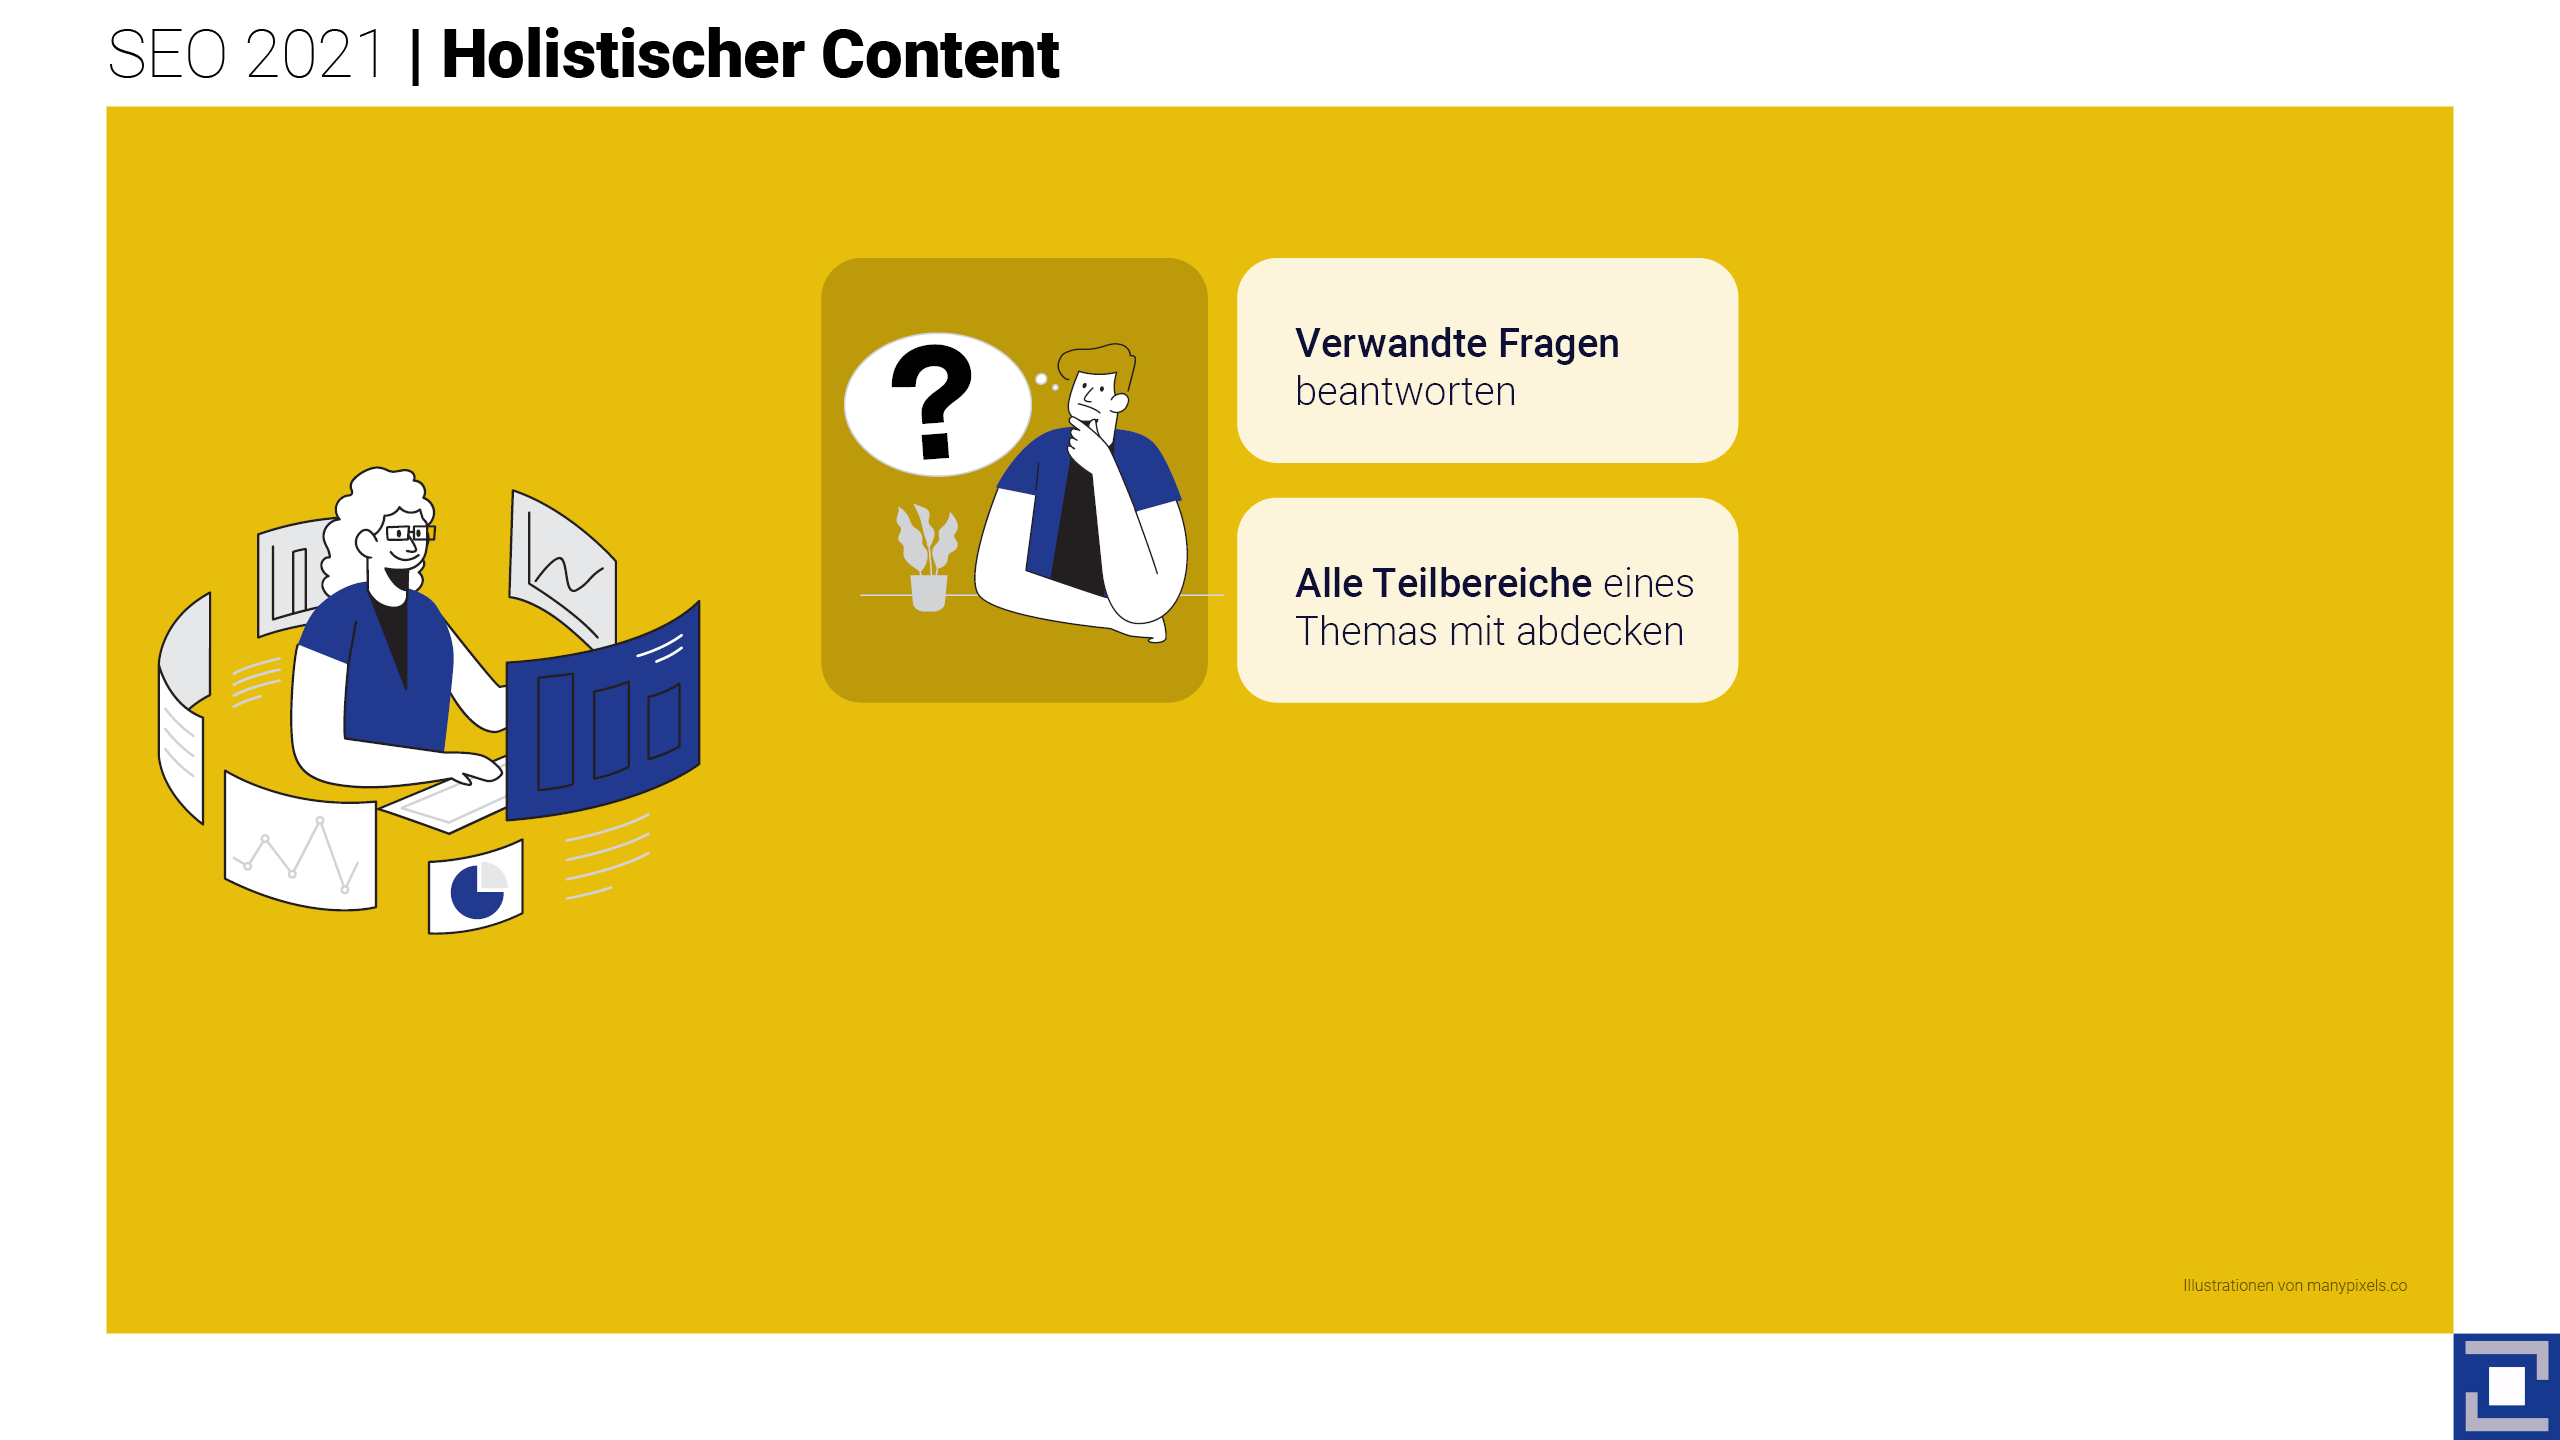 SEO 2021 | Holistischer Content
?
Verwandte Fragen
beantworten
Alle Teilbereiche eines
Themas mit abdecken
Illustrationen von manypixels.co